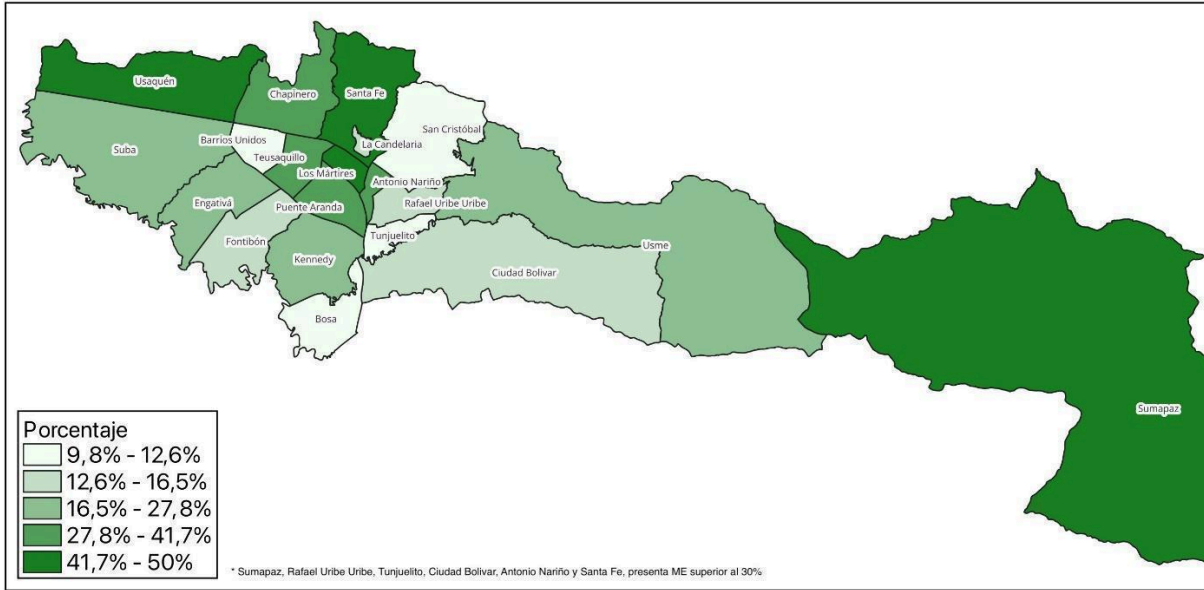 Usaquén
Chapinero
Santa Fe
San Cristóbal
Suba
Barrios Unidos
La Candelaria
Teusaquillo
Los Mártires
Antonio Nariño
Engativá
Puente Aranda
Rafael Uribe Uribe
Fontibón
Tunjuelito
Usme
Kennedy
Ciudad Bolivar
Bosa
Sumapaz
Porcentaje
9,8% - 12,6%
12,6% - 16,5%
16,5% - 27,8%
27,8% - 41,7%
41,7% - 50%
* Sumapaz, Rafael Uribe Uribe, Tunjuelito, Ciudad Bolivar, Antonio Nariño y Santa Fe, presenta ME superior al 30%